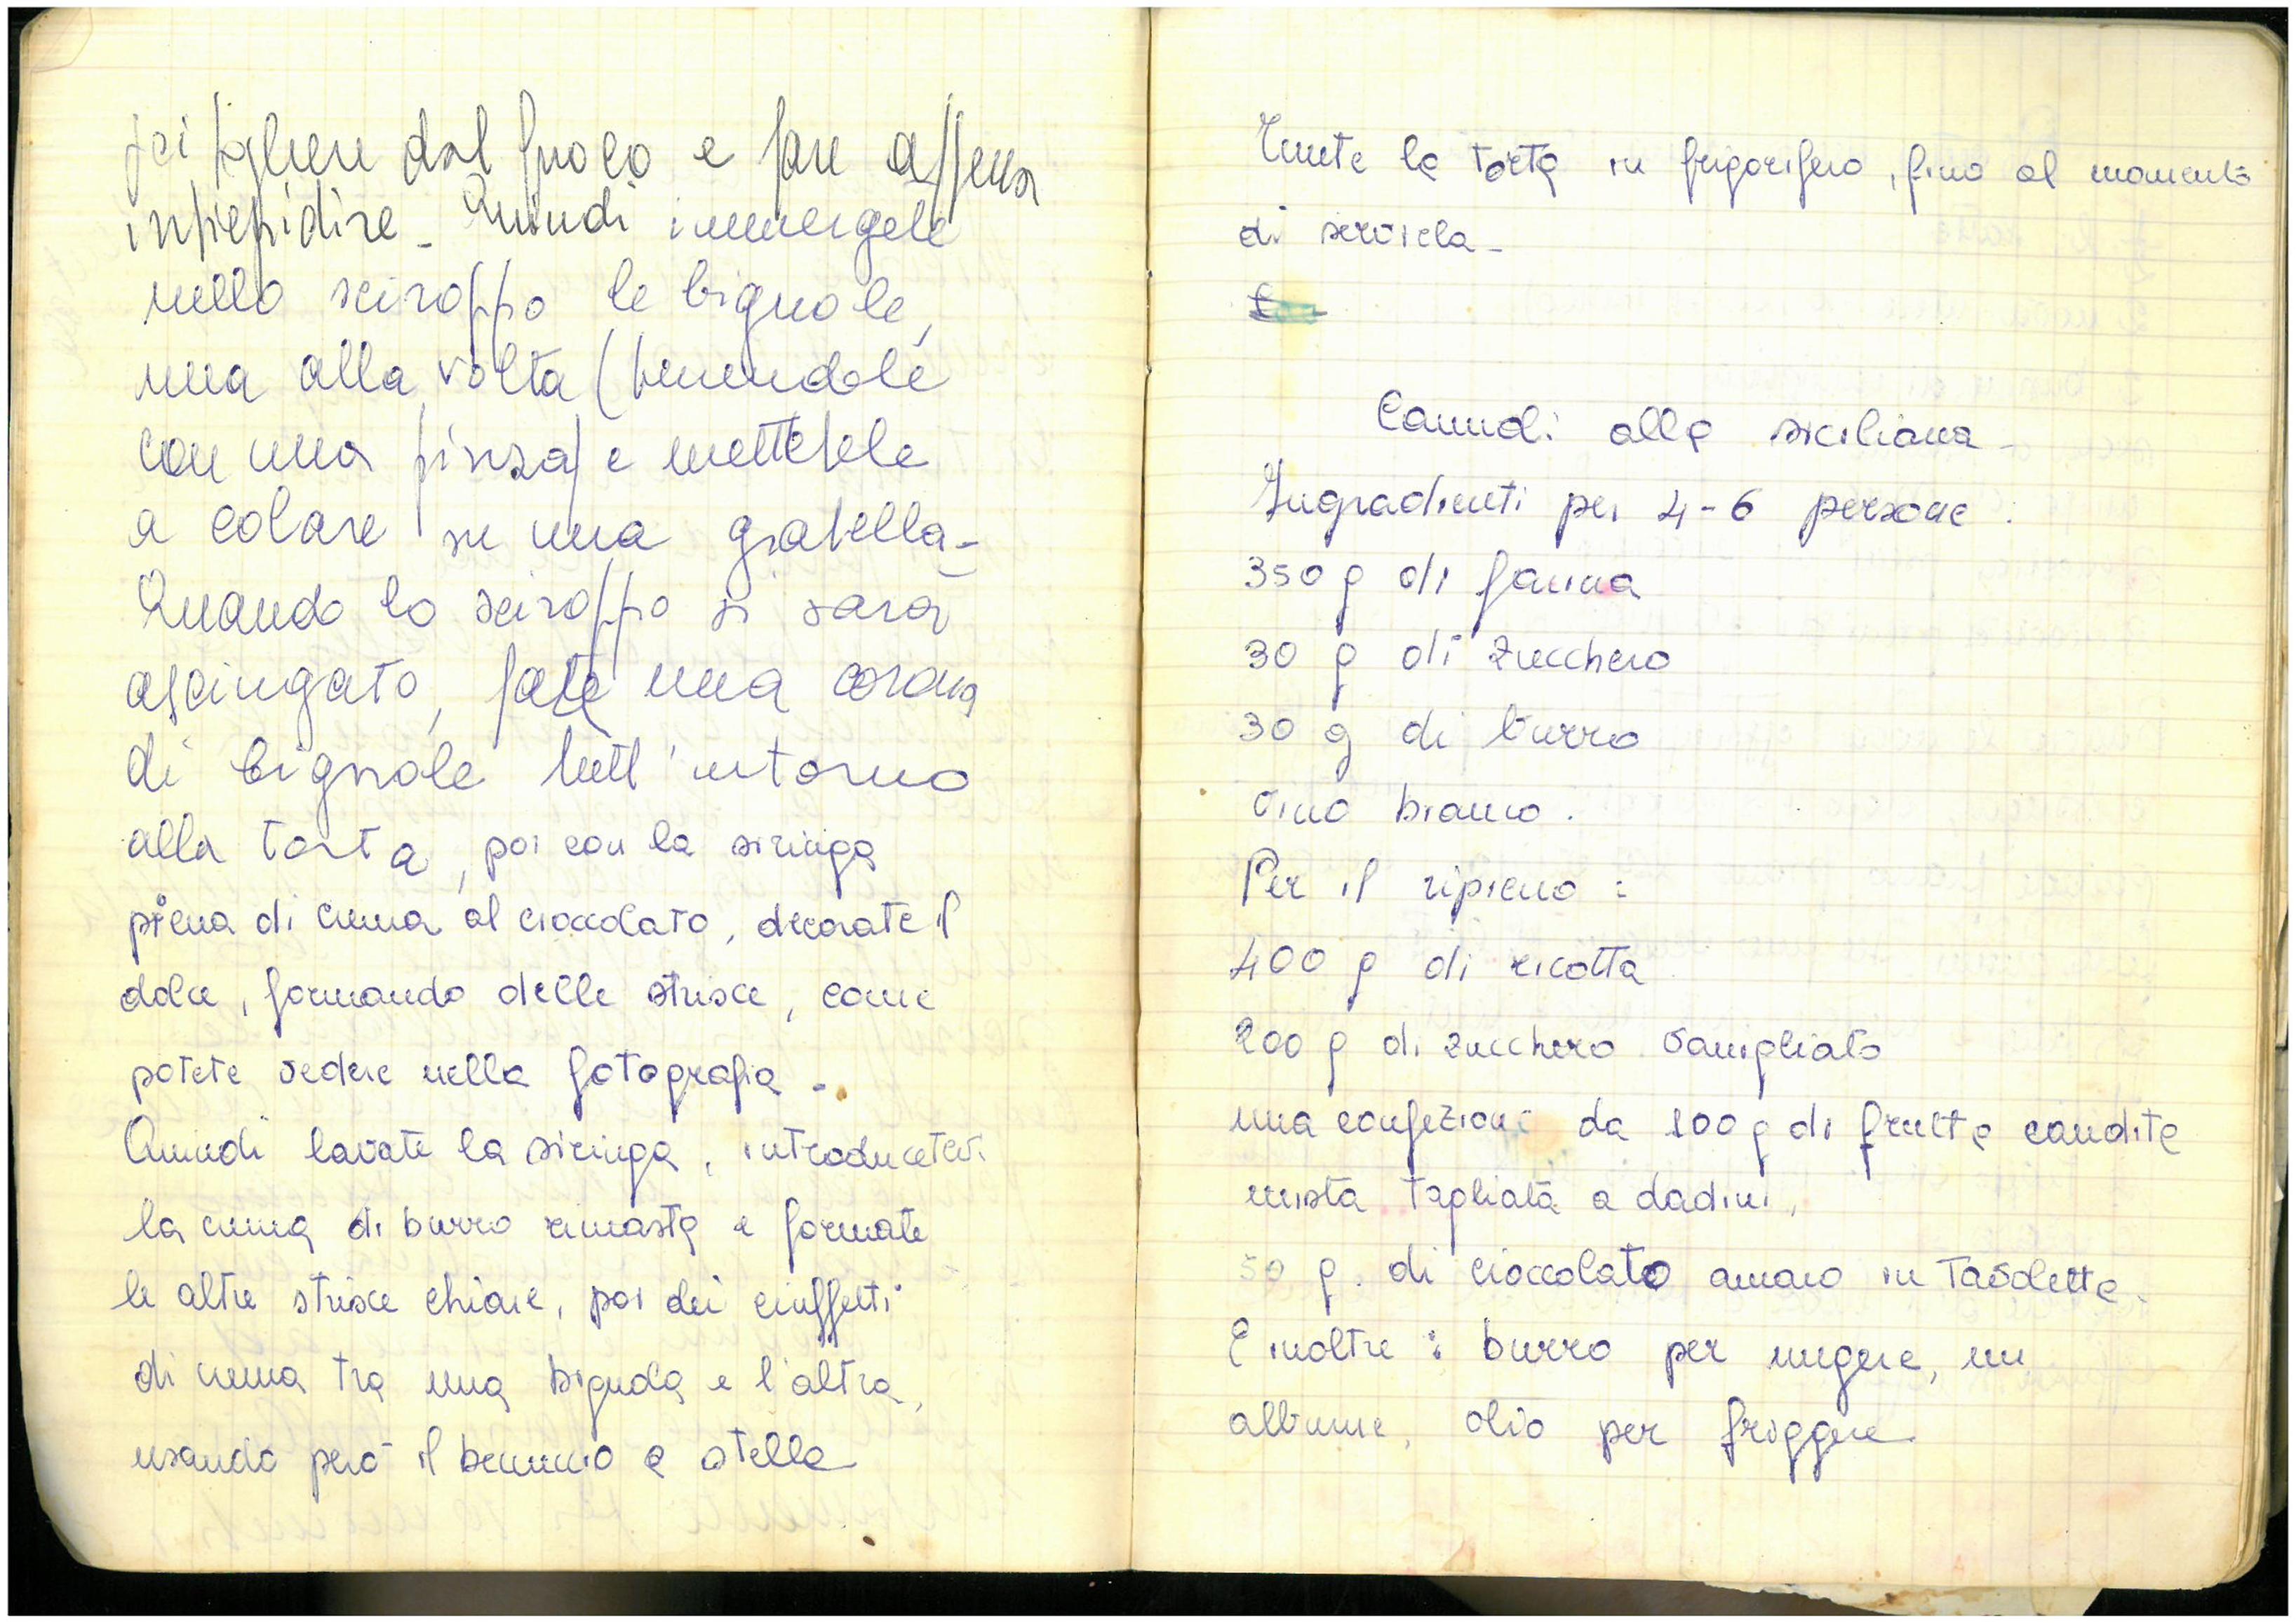 poi togliere dal fuoco e fare appena
intiepidire - Quindi immergete
nello sciroppo le bignole,
una alla volta (tenendole
con una pinza) e mettetele
a colare su una gratella -
Quando lo sciroppo si sarà
asciugato, fate una corona
di bignole tutt'intorno
alla torta, poi con la siringa
piena di crema al cioccolato, decorate il
dolce, formando delle strisce, come
potete vedere nella fotografia -
Quindi lavate la siringa, introducetevi
la crema di burro rimasta e formate
le altre strisce chiare, poi dei ciuffetti
di crema tra una bignola e l'altra,
usando però il beccuccio a stella
Tenete la torta in frigorifero, fino al momento
di servirla -
Cannoli alla siciliana -
Ingradienti per 4-6 persone :
350 g di farina
30 g di zucchero
30 g di burro
vino bianco .
Per il ripieno :
400 g di ricotta
200 g di zucchero vanigliato
una confezione da 100 g di frutta candita
mista tagliata a dadini,
50 g. di cioccolato amaro in Tavoletta.
E inoltre : burro per ungere, un
albume, olio per friggere